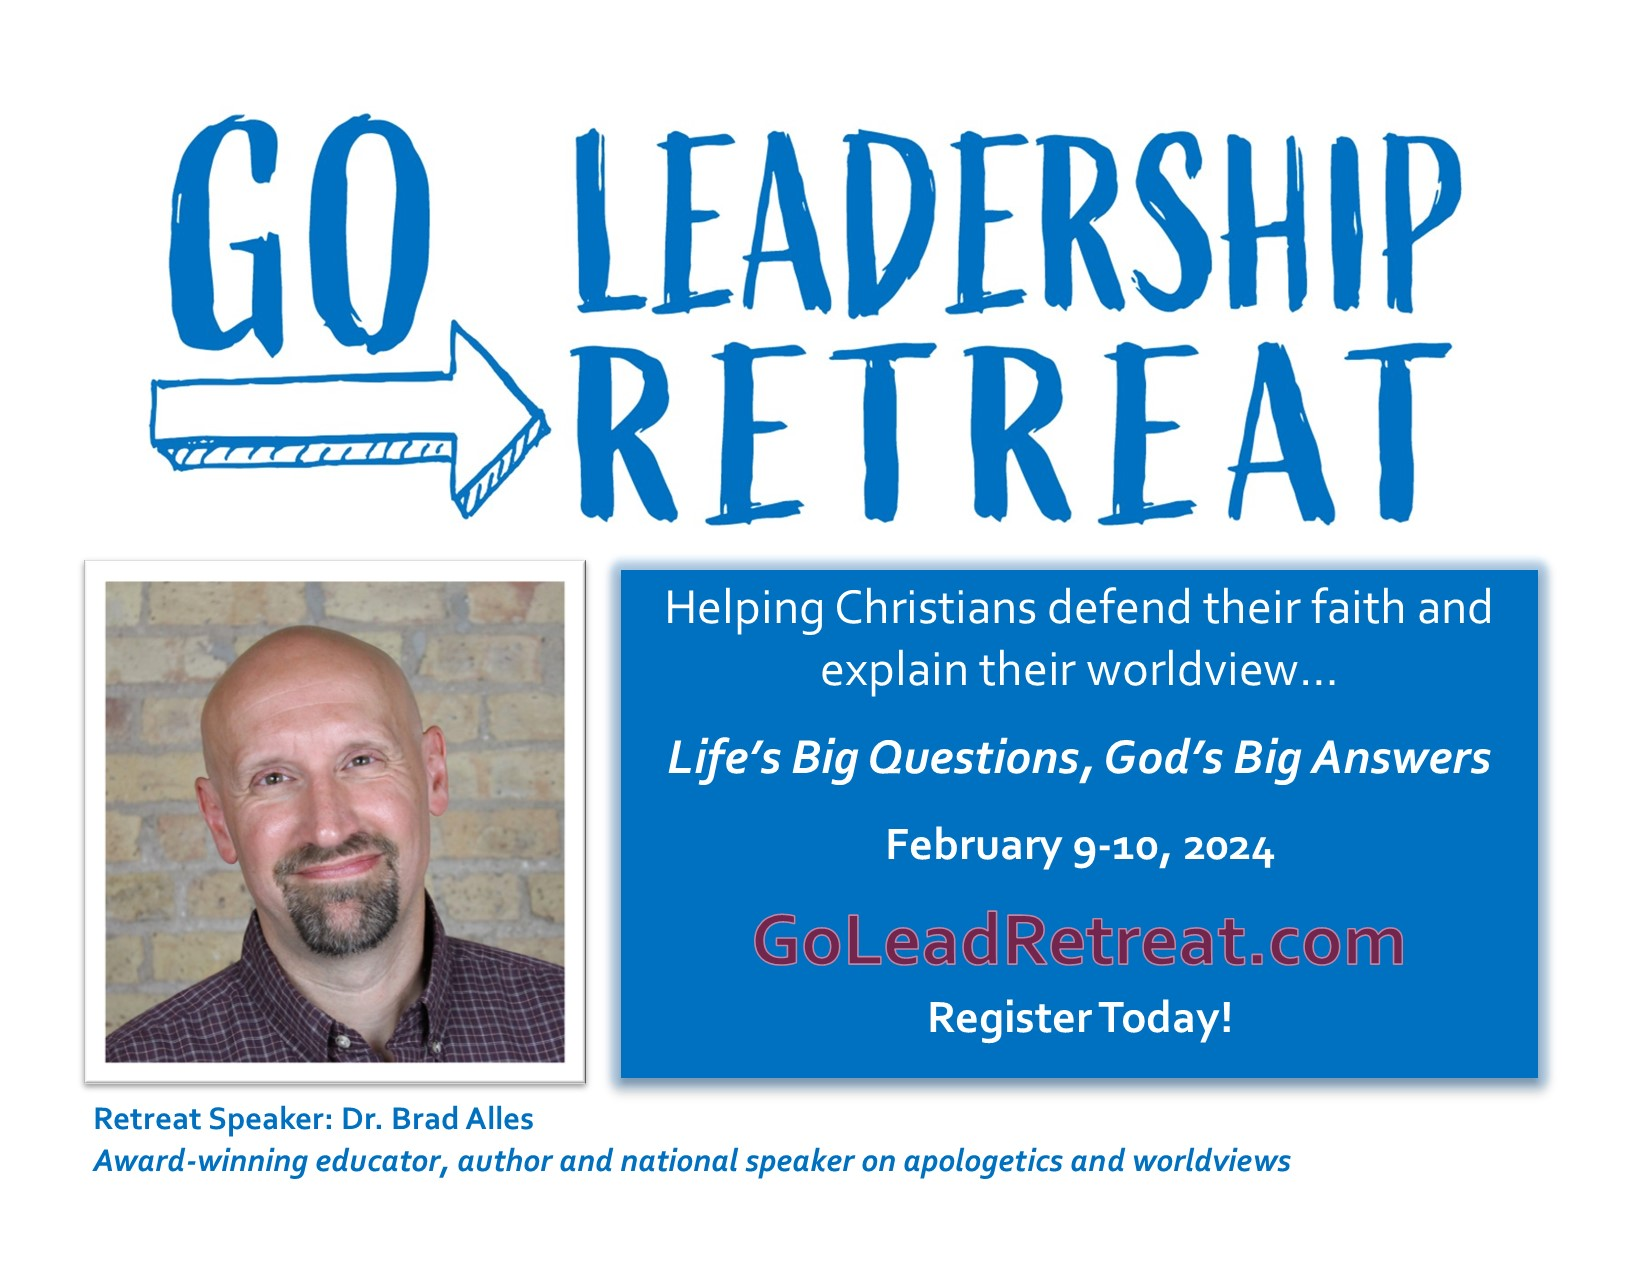 GO LEADERSHIP
RETREAT
Helping Christians defend their faith and
explain their worldview…
Life’s Big Questions, God’s Big Answers
February 9-10, 2024
GoLeadRetreat.com
Register Today!
Retreat Speaker: Dr. Brad Alles
Award-winning educator, author and national speaker on apologetics and worldviews